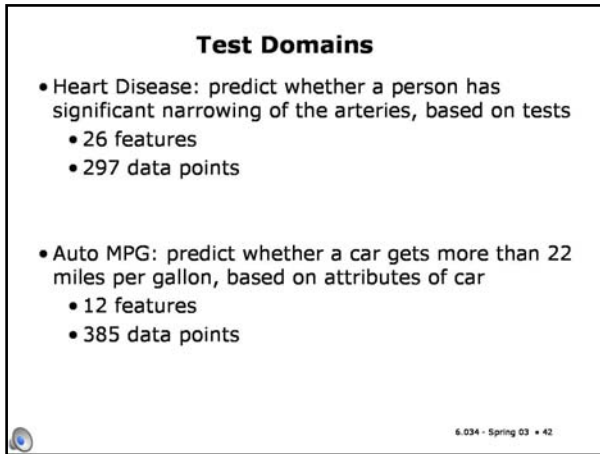 Test Domains
• Heart Disease: predict whether a person has
significant narrowing of the arteries, based on tests
• 26 features
• 297 data points
• Auto MPG: predict whether a car gets more than 22
miles per gallon, based on attributes of car
• 12 features
• 385 data points
6.034 - Spring 03 • 42